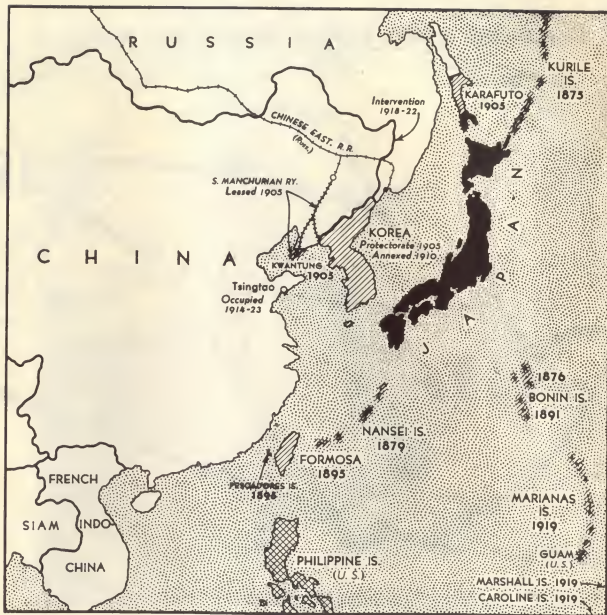 RUSSIA
KURILE
IS.
1875
KARAFUTO
1905
Intervention
1918-22
CHINESE EAST. R.R.
(Russ.)
S. MANCHURIAN RY.
Leased 1905
CHINA
KOREA
Protectorate 1905
Annexed 1910
KWANTUNG
1905
Tsingtao
Occupied
1914-23
JAPAN
1876
BONIN IS.
1891
NANSEI IS.
1879
FORMOSA
1895
PESCADORES IS.
1895
MARIANAS
IS.
1919
GUAM
(U.S.)
FRENCH
SIAM
INDO-
CHINA
PHILIPPINE IS.
(U.S.)
MARSHALL IS. 1919
CAROLINE IS. 1919